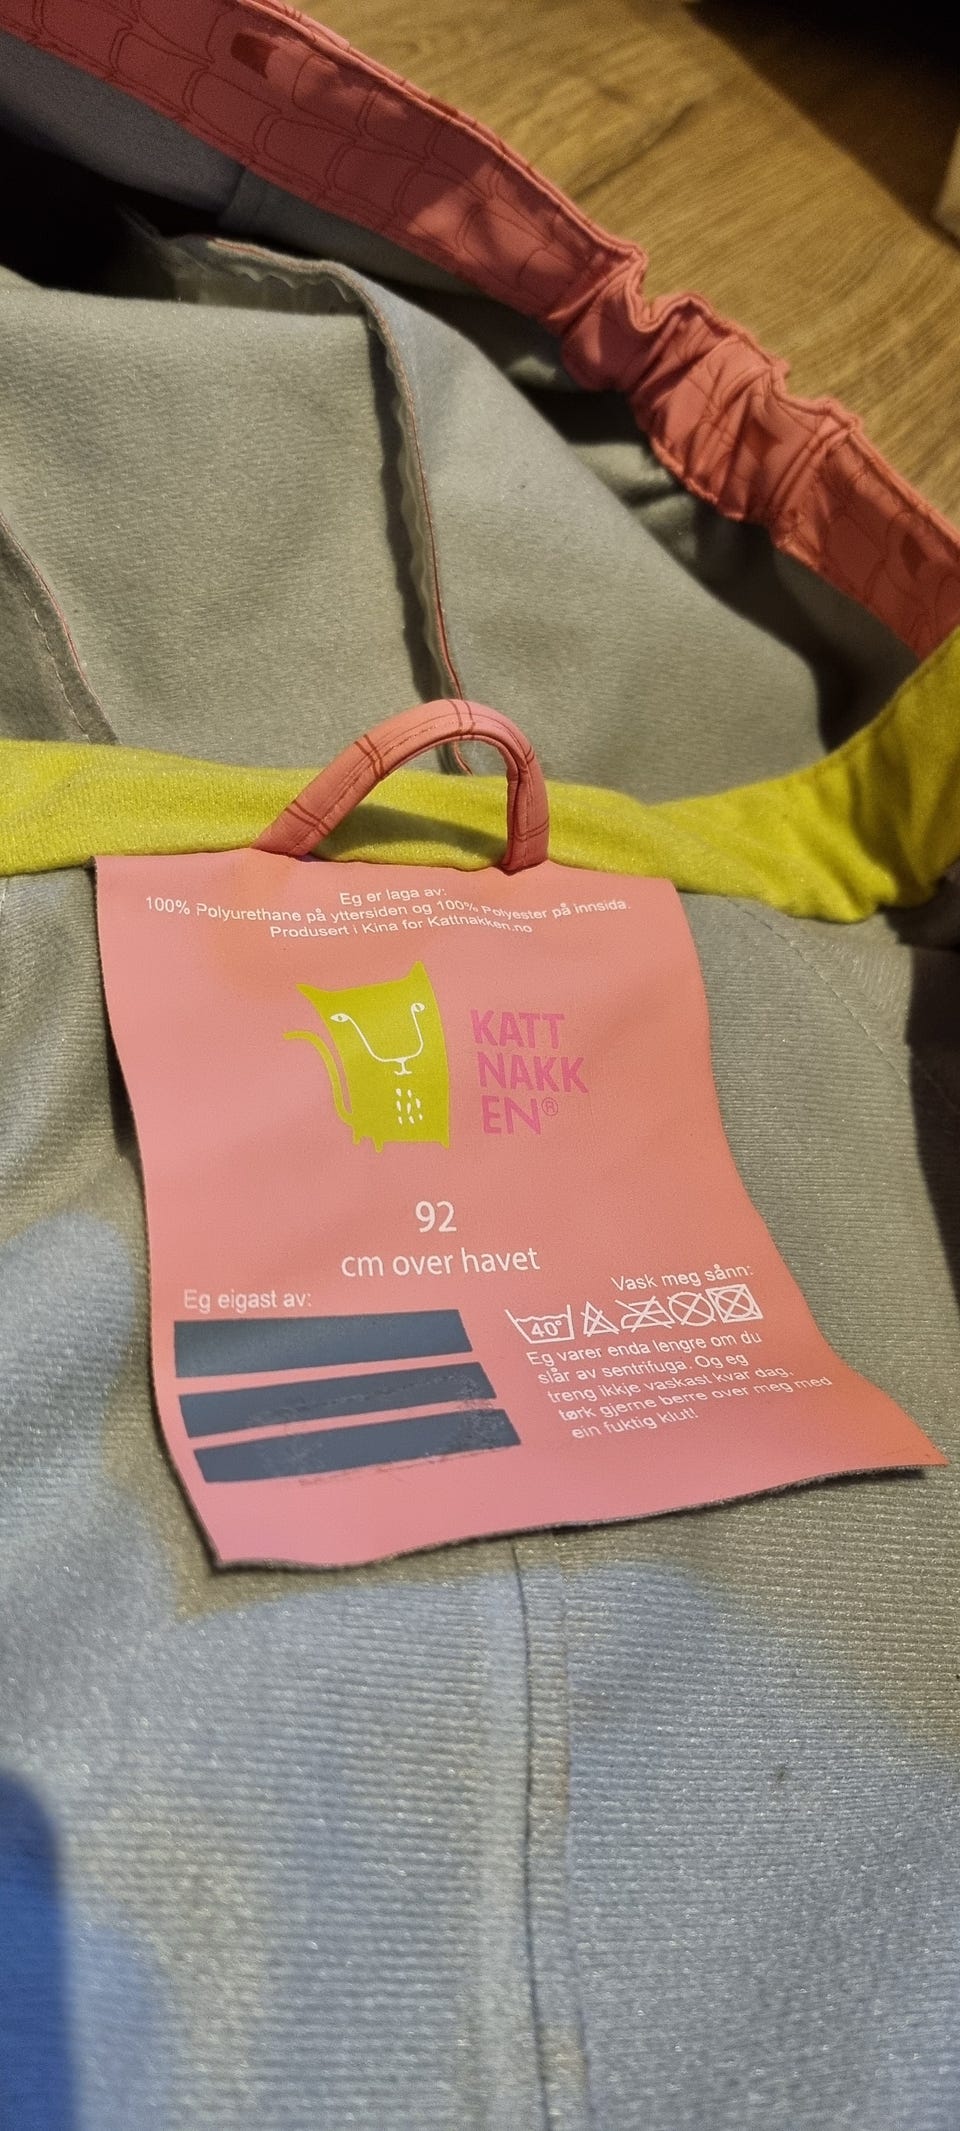 Eg er laga av:
100% Polyurethane på yttersiden og 100% Polyester på innsida.
Produsert i Kina for Kattnakken.no
KATT
NAKK
EN®
92
cm over havet
Eg eigast av:
Vask meg sånn:
40°
Eg varer enda lengre om du
slår av sentrifuga. Og eg
treng ikkje vaskast kvar dag,
tørk gjerne berre over meg med
ein fuktig klut!